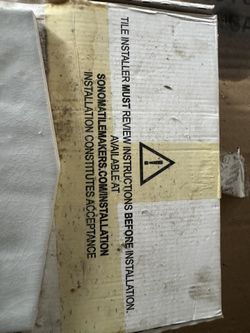 TILE INSTALLER MUST REVIEW INSTRUCTIONS BEFORE INSTALLATION.
AVAILABLE AT
SONOMATILEMAKERS.COM/INSTALLATION
INSTALLATION CONSTITUTES ACCEPTANCE